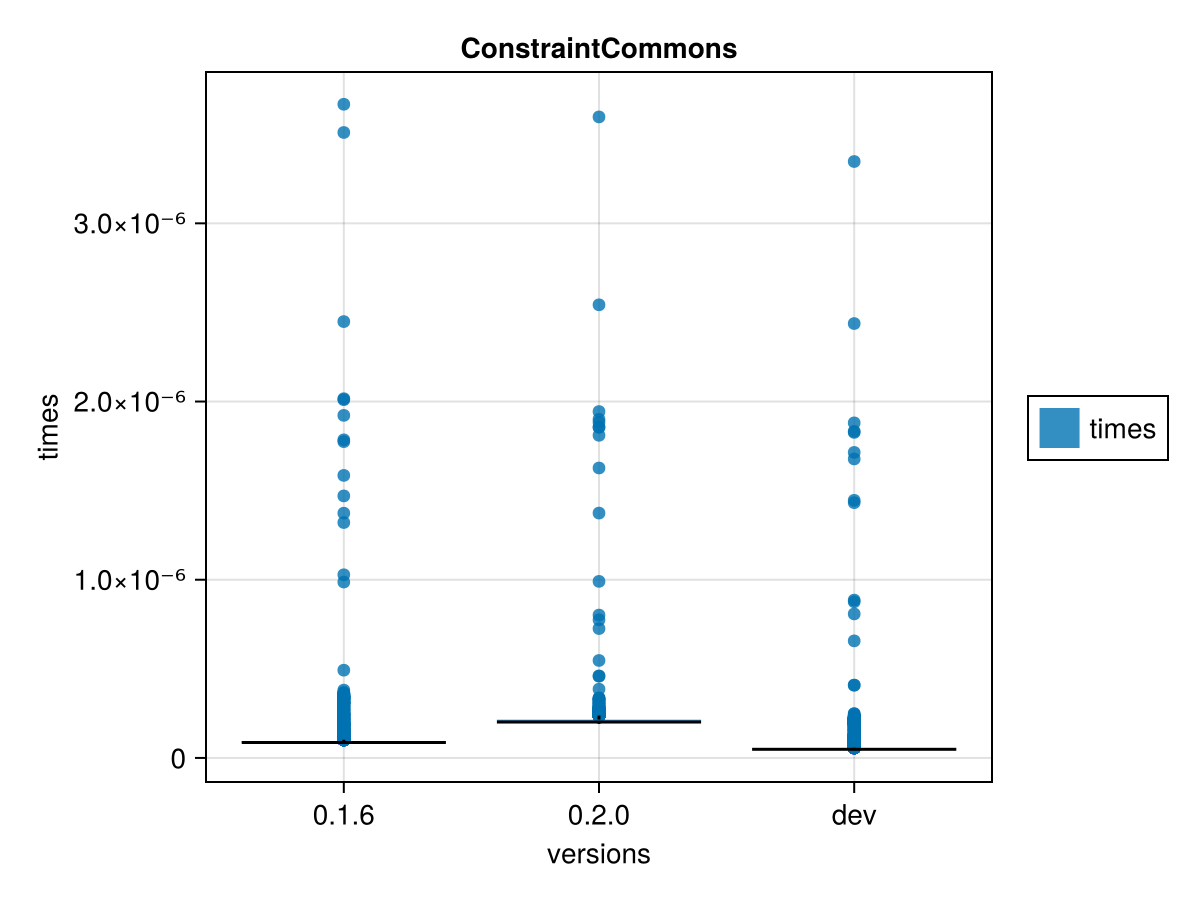 ConstraintCommons
times
3.0×10⁻⁶
2.0×10⁻⁶
1.0×10⁻⁶
0
0.1.6
0.2.0
dev
versions
times